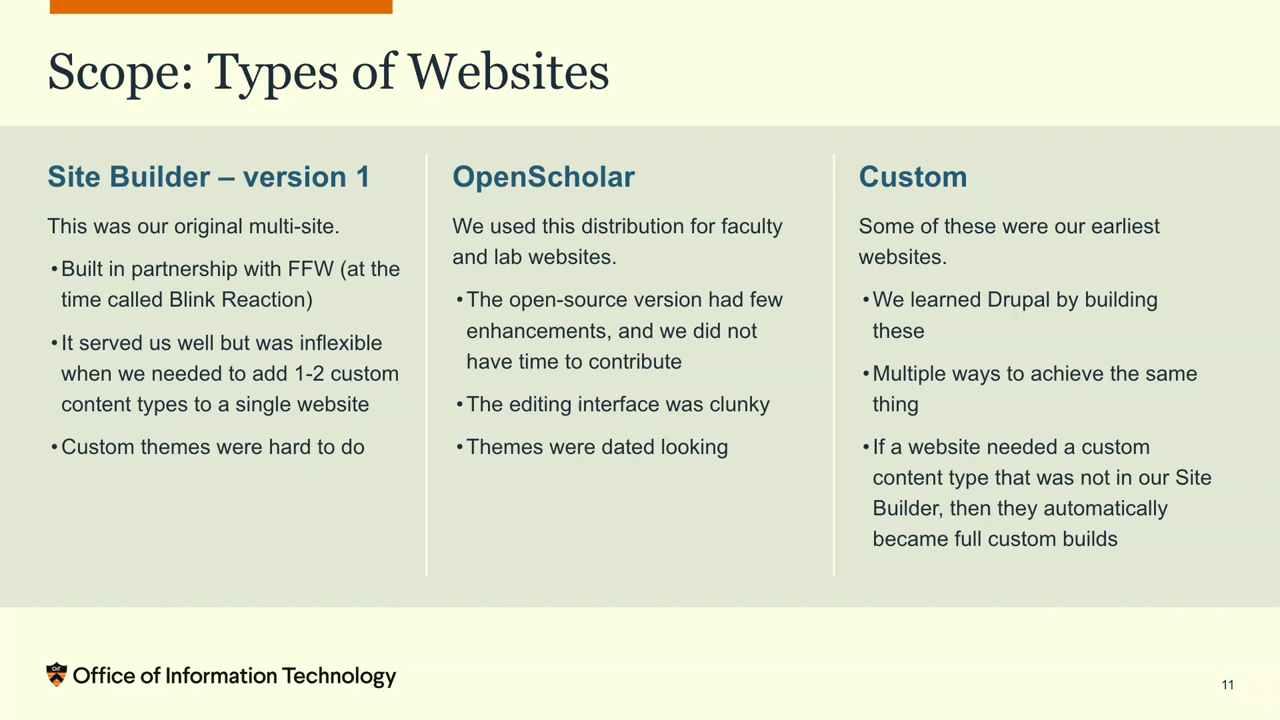 Scope: Types of Websites
Site Builder – version 1
This was our original multi-site.
•Built in partnership with FFW (at the
time called Blink Reaction)
•It served us well but was inflexible
when we needed to add 1-2 custom
content types to a single website
•Custom themes were hard to do
OpenScholar
We used this distribution for faculty
and lab websites.
•The open-source version had few
enhancements, and we did not
have time to contribute
•The editing interface was clunky
•Themes were dated looking
Custom
Some of these were our earliest
websites.
•We learned Drupal by building
these
•Multiple ways to achieve the same
thing
•If a website needed a custom
content type that was not in our Site
Builder, then they automatically
became full custom builds
OIT
Office of Information Technology
11